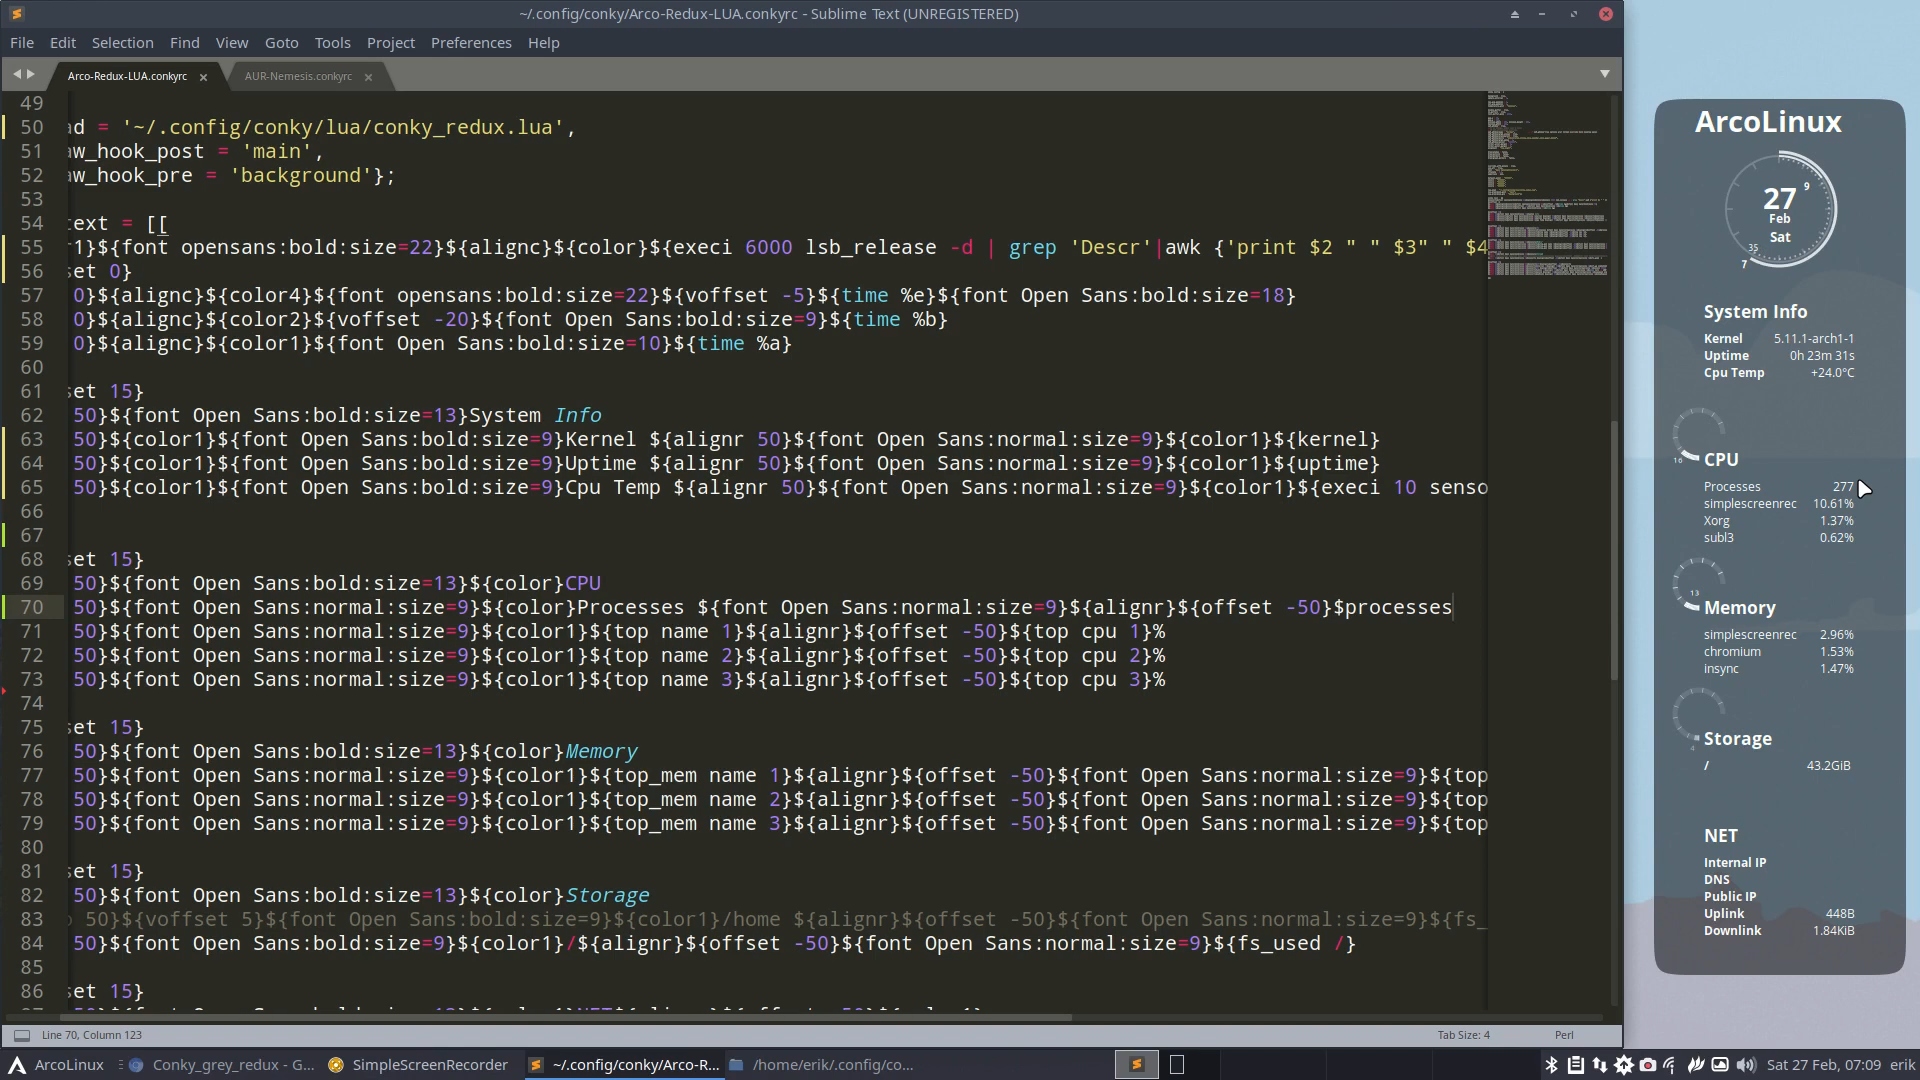 ~/.config/conky/Arco-Redux-LUA.conkyrc - Sublime Text (UNREGISTERED)
File Edit Selection Find View Goto Tools Project Preferences Help
Arco-Redux-LUA.conkyrc AUR-Nemesis.conkyrc
49
50 ad = '~/.config/conky/lua/conky_redux.lua',
51 aw_hook_post = 'main',
52 aw_hook_pre = 'background'};
53
54 text = [[
55 r1}${font opensans:bold:size=22}${alignc}${color}${execi 6000 lsb_release -d | grep 'Descr'|awk {'print $2 " " $3" " $4
56 set 0}
57 0}${alignc}${color4}${font opensans:bold:size=22}${voffset -5}${time %e}${font Open Sans:bold:size=18}
58 0}${alignc}${color2}${voffset -20}${font Open Sans:bold:size=9}${time %b}
59 0}${alignc}${color1}${font Open Sans:bold:size=10}${time %a}
60
61 set 15}
62 50}${font Open Sans:bold:size=13}System Info
63 50}${color1}${font Open Sans:bold:size=9}Kernel ${alignr 50}${font Open Sans:normal:size=9}${color1}${kernel}
64 50}${color1}${font Open Sans:bold:size=9}Uptime ${alignr 50}${font Open Sans:normal:size=9}${color1}${uptime}
65 50}${color1}${font Open Sans:bold:size=9}Cpu Temp ${alignr 50}${font Open Sans:normal:size=9}${color1}${execi 10 senso
66
67
68 set 15}
69 50}${font Open Sans:bold:size=13}${color}CPU
70 50}${font Open Sans:normal:size=9}${color}Processes ${font Open Sans:normal:size=9}${alignr}${offset -50}$processes
71 50}${font Open Sans:normal:size=9}${color1}${top name 1}${alignr}${offset -50}${top cpu 1}%
72 50}${font Open Sans:normal:size=9}${color1}${top name 2}${alignr}${offset -50}${top cpu 2}%
73 50}${font Open Sans:normal:size=9}${color1}${top name 3}${alignr}${offset -50}${top cpu 3}%
74
75 set 15}
76 50}${font Open Sans:bold:size=13}${color}Memory
77 50}${font Open Sans:normal:size=9}${color1}${top_mem name 1}${alignr}${offset -50}${font Open Sans:normal:size=9}${top
78 50}${font Open Sans:normal:size=9}${color1}${top_mem name 2}${alignr}${offset -50}${font Open Sans:normal:size=9}${top
79 50}${font Open Sans:normal:size=9}${color1}${top_mem name 3}${alignr}${offset -50}${font Open Sans:normal:size=9}${top
80
81 set 15}
82 50}${font Open Sans:bold:size=13}${color}Storage
83 o 50}${voffset 5}${font Open Sans:bold:size=9}${color1}/home ${alignr}${offset -50}${font Open Sans:normal:size=9}${fs_
84 50}${font Open Sans:bold:size=9}${color1}/${alignr}${offset -50}${font Open Sans:normal:size=9}${fs_used /}
85
86 set 15}
Line 70, Column 123 Tab Size: 4 Perl
ArcoLinux
27 9
Feb
Sat
35
7
System Info
Kernel 5.11.1-arch1-1
Uptime 0h 23m 31s
Cpu Temp +24.0°C
16 CPU
Processes 277
simplescreenrec 10.61%
Xorg 1.37%
subl3 0.62%
13 Memory
simplescreenrec 2.96%
chromium 1.53%
insync 1.47%
4 Storage
/ 43.2GiB
NET
Internal IP
DNS
Public IP
Uplink 448B
Downlink 1.84KiB
ArcoLinux Conky_grey_redux - G... SimpleScreenRecorder ~/.config/conky/Arco-R... /home/erik/.config/co... Sat 27 Feb, 07:09 erik